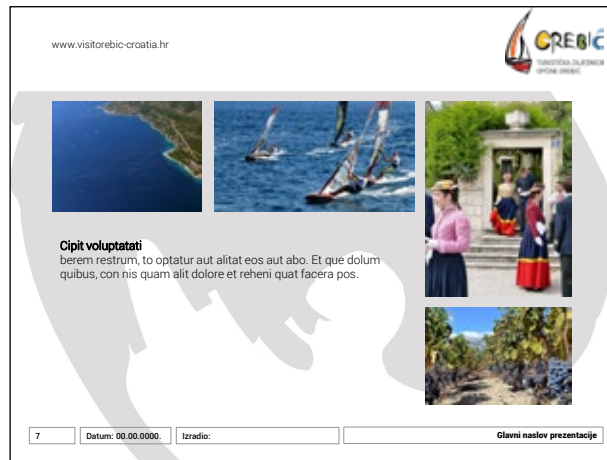 www.visitorebic-croatia.hr
OREBIĆ
TURISTIČKA ZAJEDNICA
OPĆINE OREBIĆ
Cipit voluptatati
berem restrum, to optatur aut alitat eos aut abo. Et que dolum
quibus, con nis quam alit dolore et reheni quat facera pos.
7
Datum: 00.00.0000.
Izradio:
Glavni naslov prezentacije